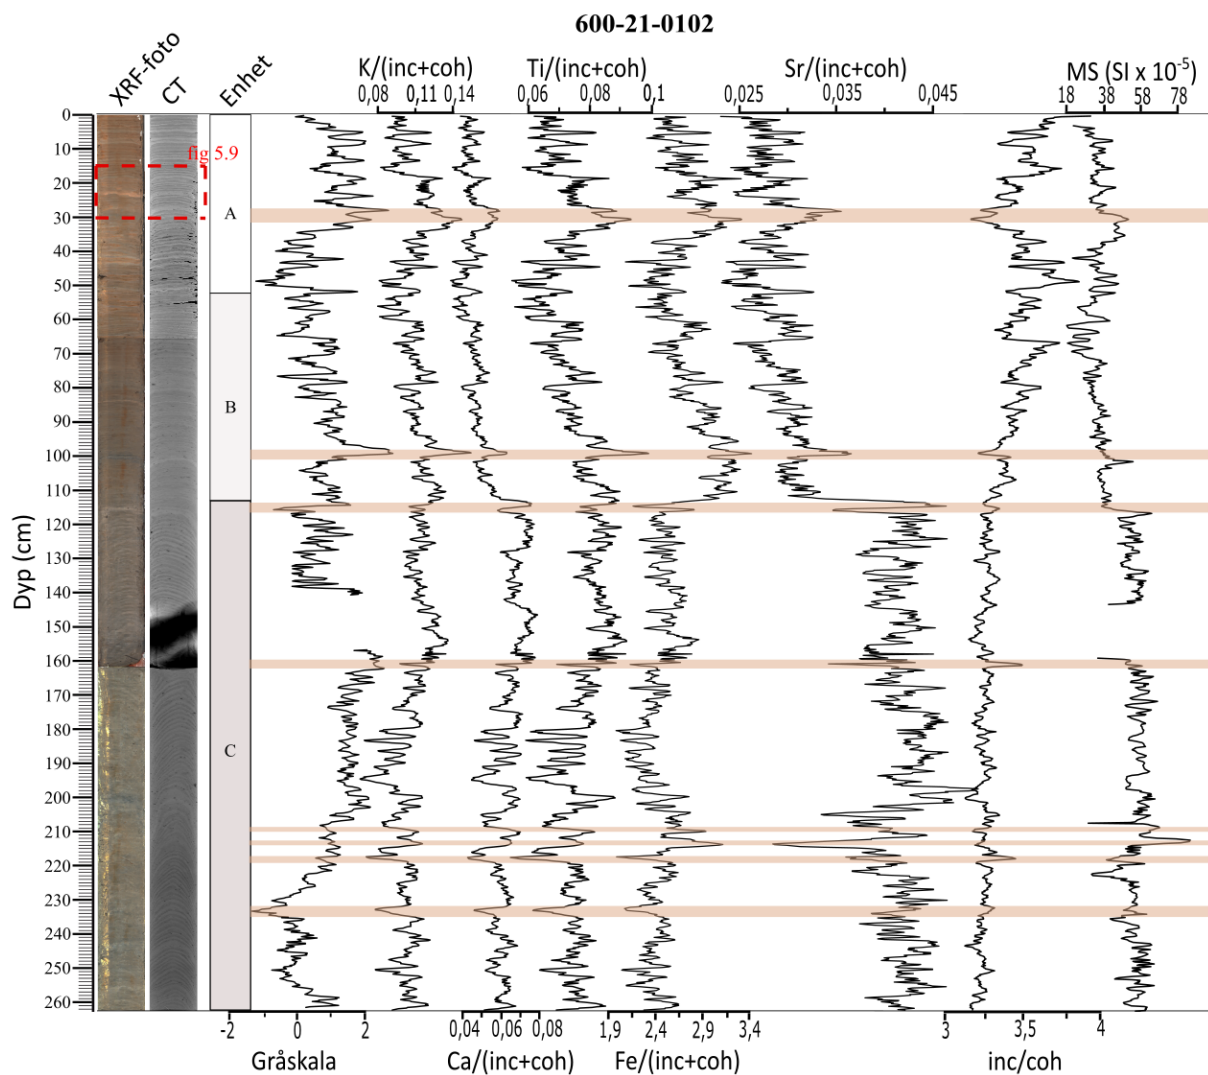 600-21-0102
XRF-foto
CT
Enhet
K/(inc+coh)
Ti/(inc+coh)
Sr/(inc+coh)
MS (SI x 10⁻⁵)
0,08 0,11 0,14 0,06 0,08 0,1 0,025 0,035 0,045 18 38 58 78
0
10
fig 5.9
20
30
A
40
50
60
70
80
B
90
100
110
120
130
Dyp (cm)
140
150
160
170
180
C
190
200
210
220
230
240
250
260
-2 0 2 0,04 0,06 0,08 1,9 2,4 2,9 3,4 3 3,5 4
Gråskala
Ca/(inc+coh)
Fe/(inc+coh)
inc/coh